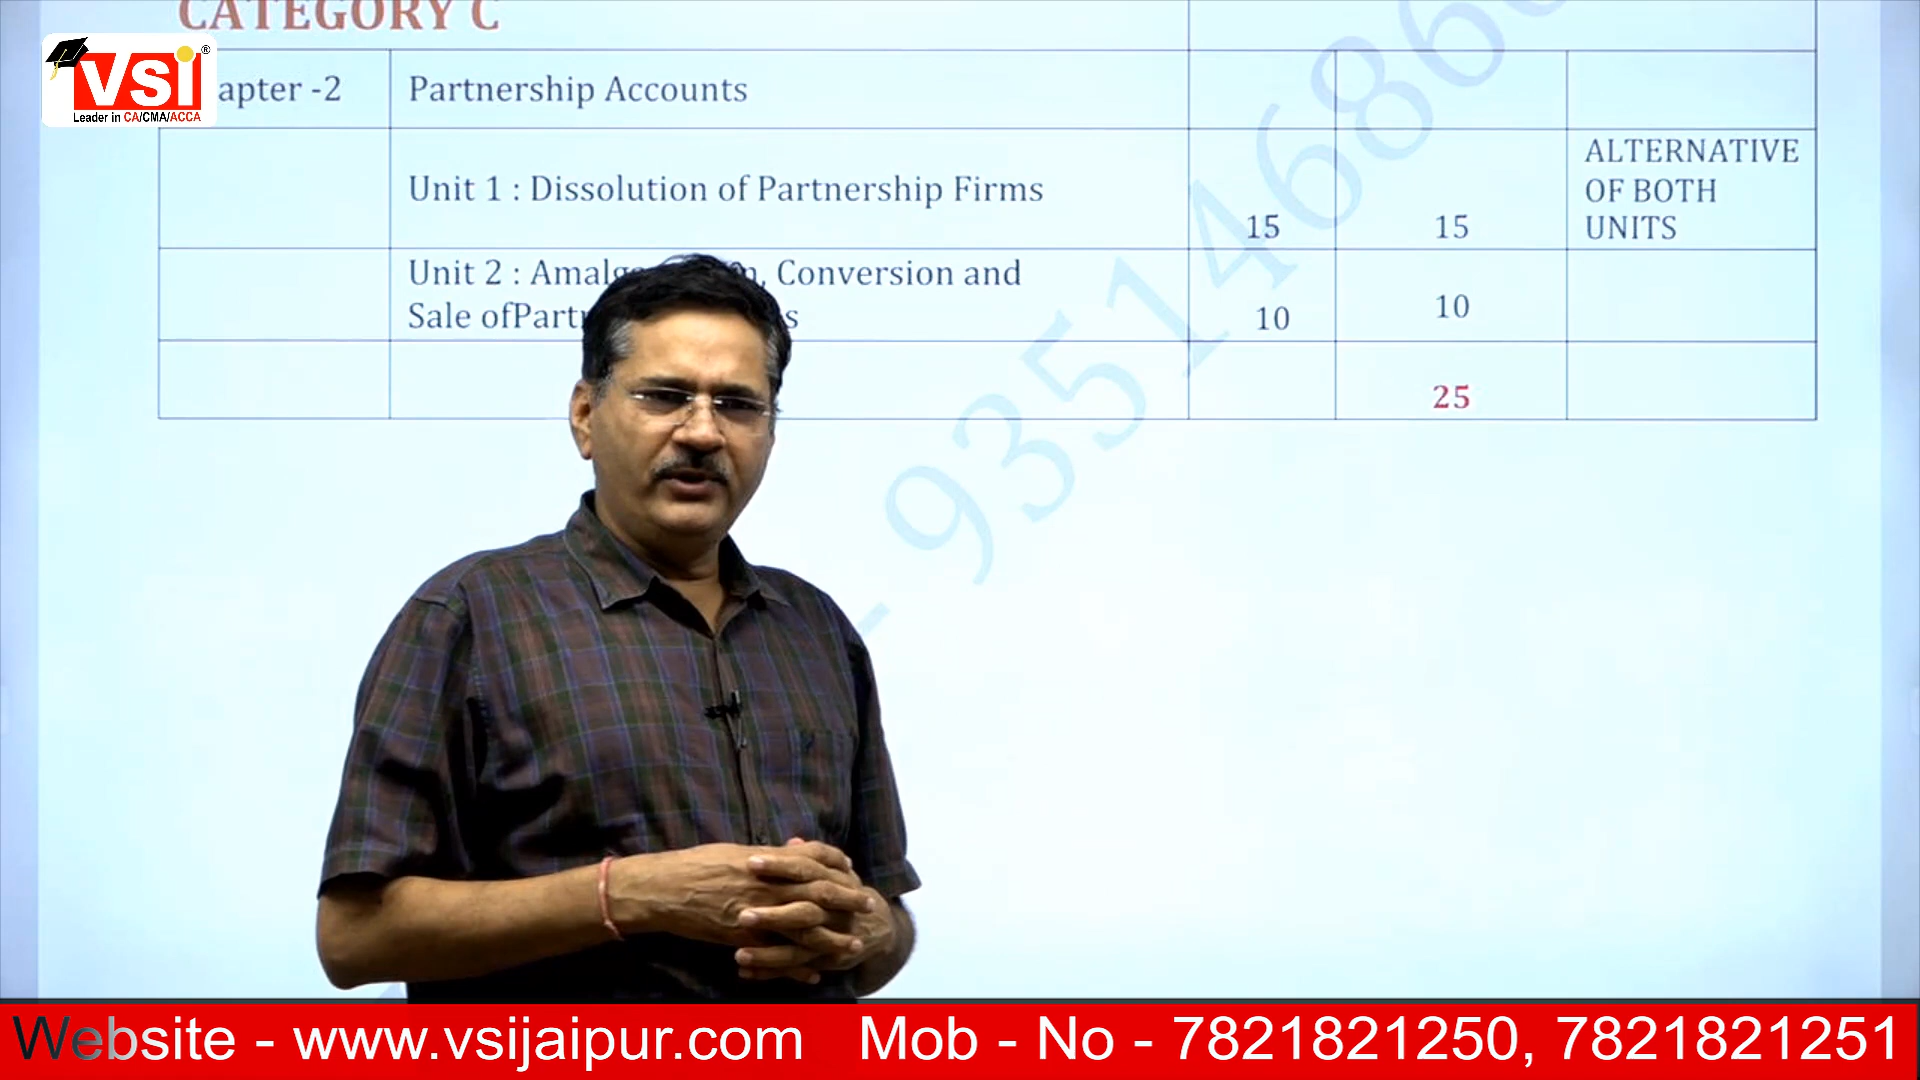 CATEGORY C
VSI ®
Leader in CA/CMA/ACCA
apter -2
Partnership Accounts
Unit 1 : Dissolution of Partnership Firms
15
15
ALTERNATIVE
OF BOTH
UNITS
Unit 2 : Conversion and
Sale
10
10
25
Website - www.vsijaipur.com Mob - No - 7821821250, 7821821251